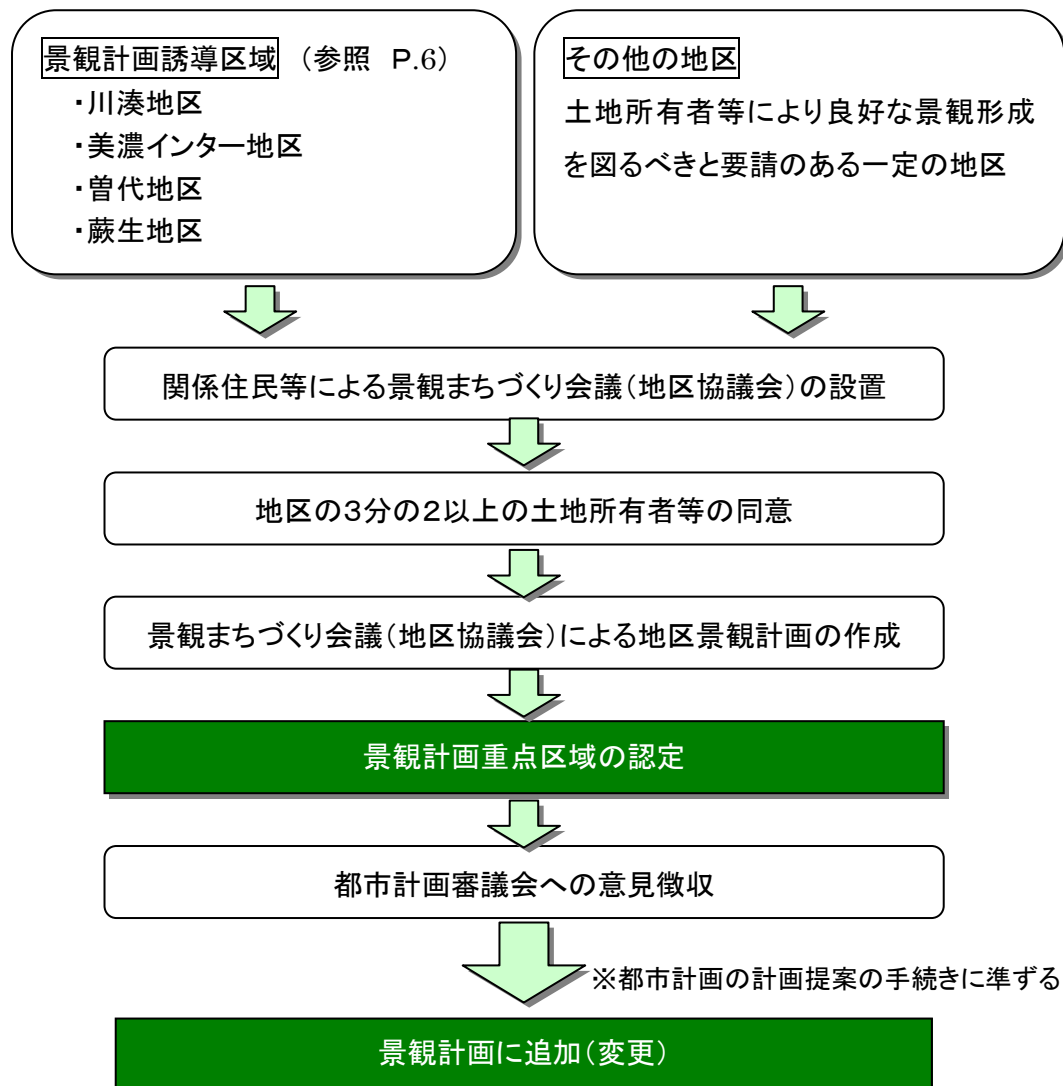 景観計画誘導区域 (参照 P.6)
・川湊地区
・美濃インター地区
・曽代地区
・蕨生地区
その他の地区
土地所有者等により良好な景観形成
を図るべきと要請のある一定の地区
関係住民等による景観まちづくり会議(地区協議会)の設置
地区の3分の2以上の土地所有者等の同意
景観まちづくり会議(地区協議会)による地区景観計画の作成
景観計画重点区域の認定
都市計画審議会への意見徴収
※都市計画の計画提案の手続きに準ずる
景観計画に追加(変更)